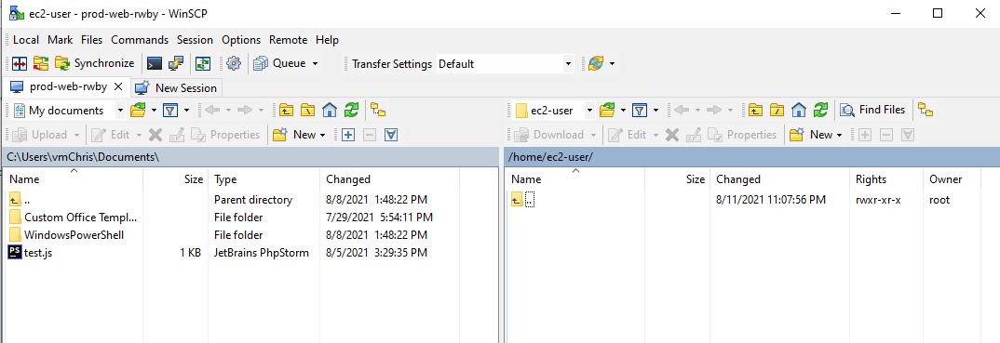 ec2-user - prod-web-rwby - WinSCP
Local Mark Files Commands Session Options Remote Help
Synchronize Queue Transfer Settings Default
prod-web-rwby New Session
My documents ec2-user Find Files
Upload Edit Properties New Download Edit Properties New
C:\Users\vmChris\Documents\ /home/ec2-user/
Name Size Type Changed Name Size Changed Rights Owner
.. Parent directory 8/8/2021 1:48:22 PM .. 8/11/2021 11:07:56 PM rwxr-xr-x root
Custom Office Templ... File folder 7/29/2021 5:54:11 PM
WindowsPowerShell File folder 8/8/2021 1:48:22 PM
PS test.js 1 KB JetBrains PhpStorm 8/5/2021 3:29:35 PM